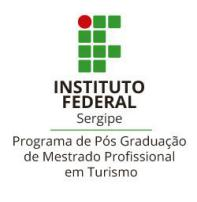 INSTITUTO
FEDERAL
Sergipe
Programa de Pós Graduação
de Mestrado Profissional
em Turismo